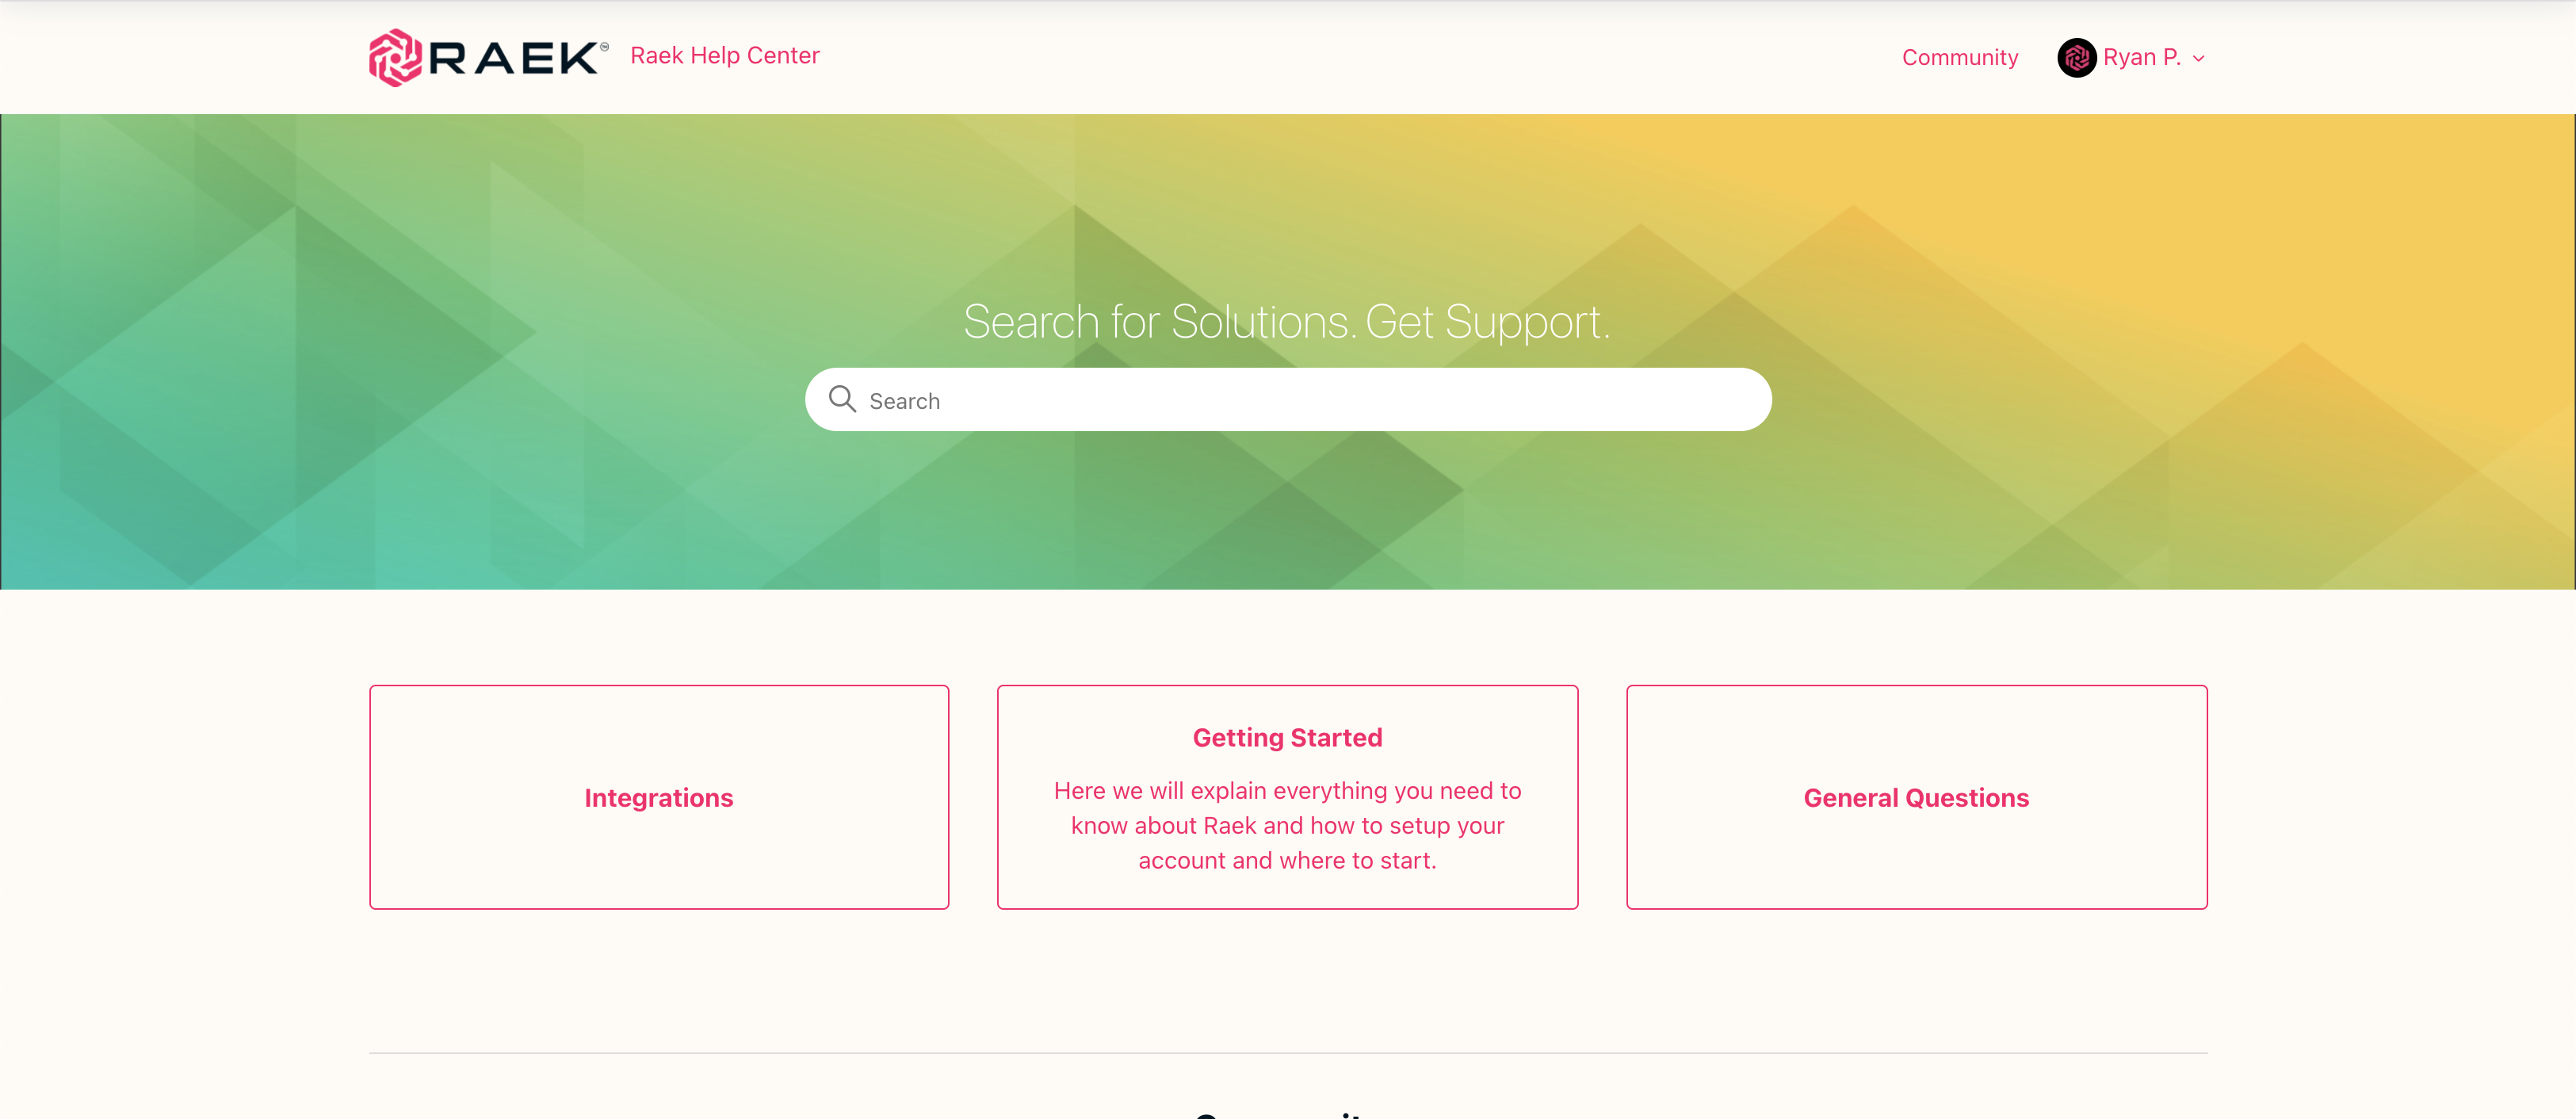 RAEK
Raek Help Center
Community
Ryan P.
Search for Solutions. Get Support.
Search
Integrations
Getting Started
Here we will explain everything you need to
know about Raek and how to setup your
account and where to start.
General Questions